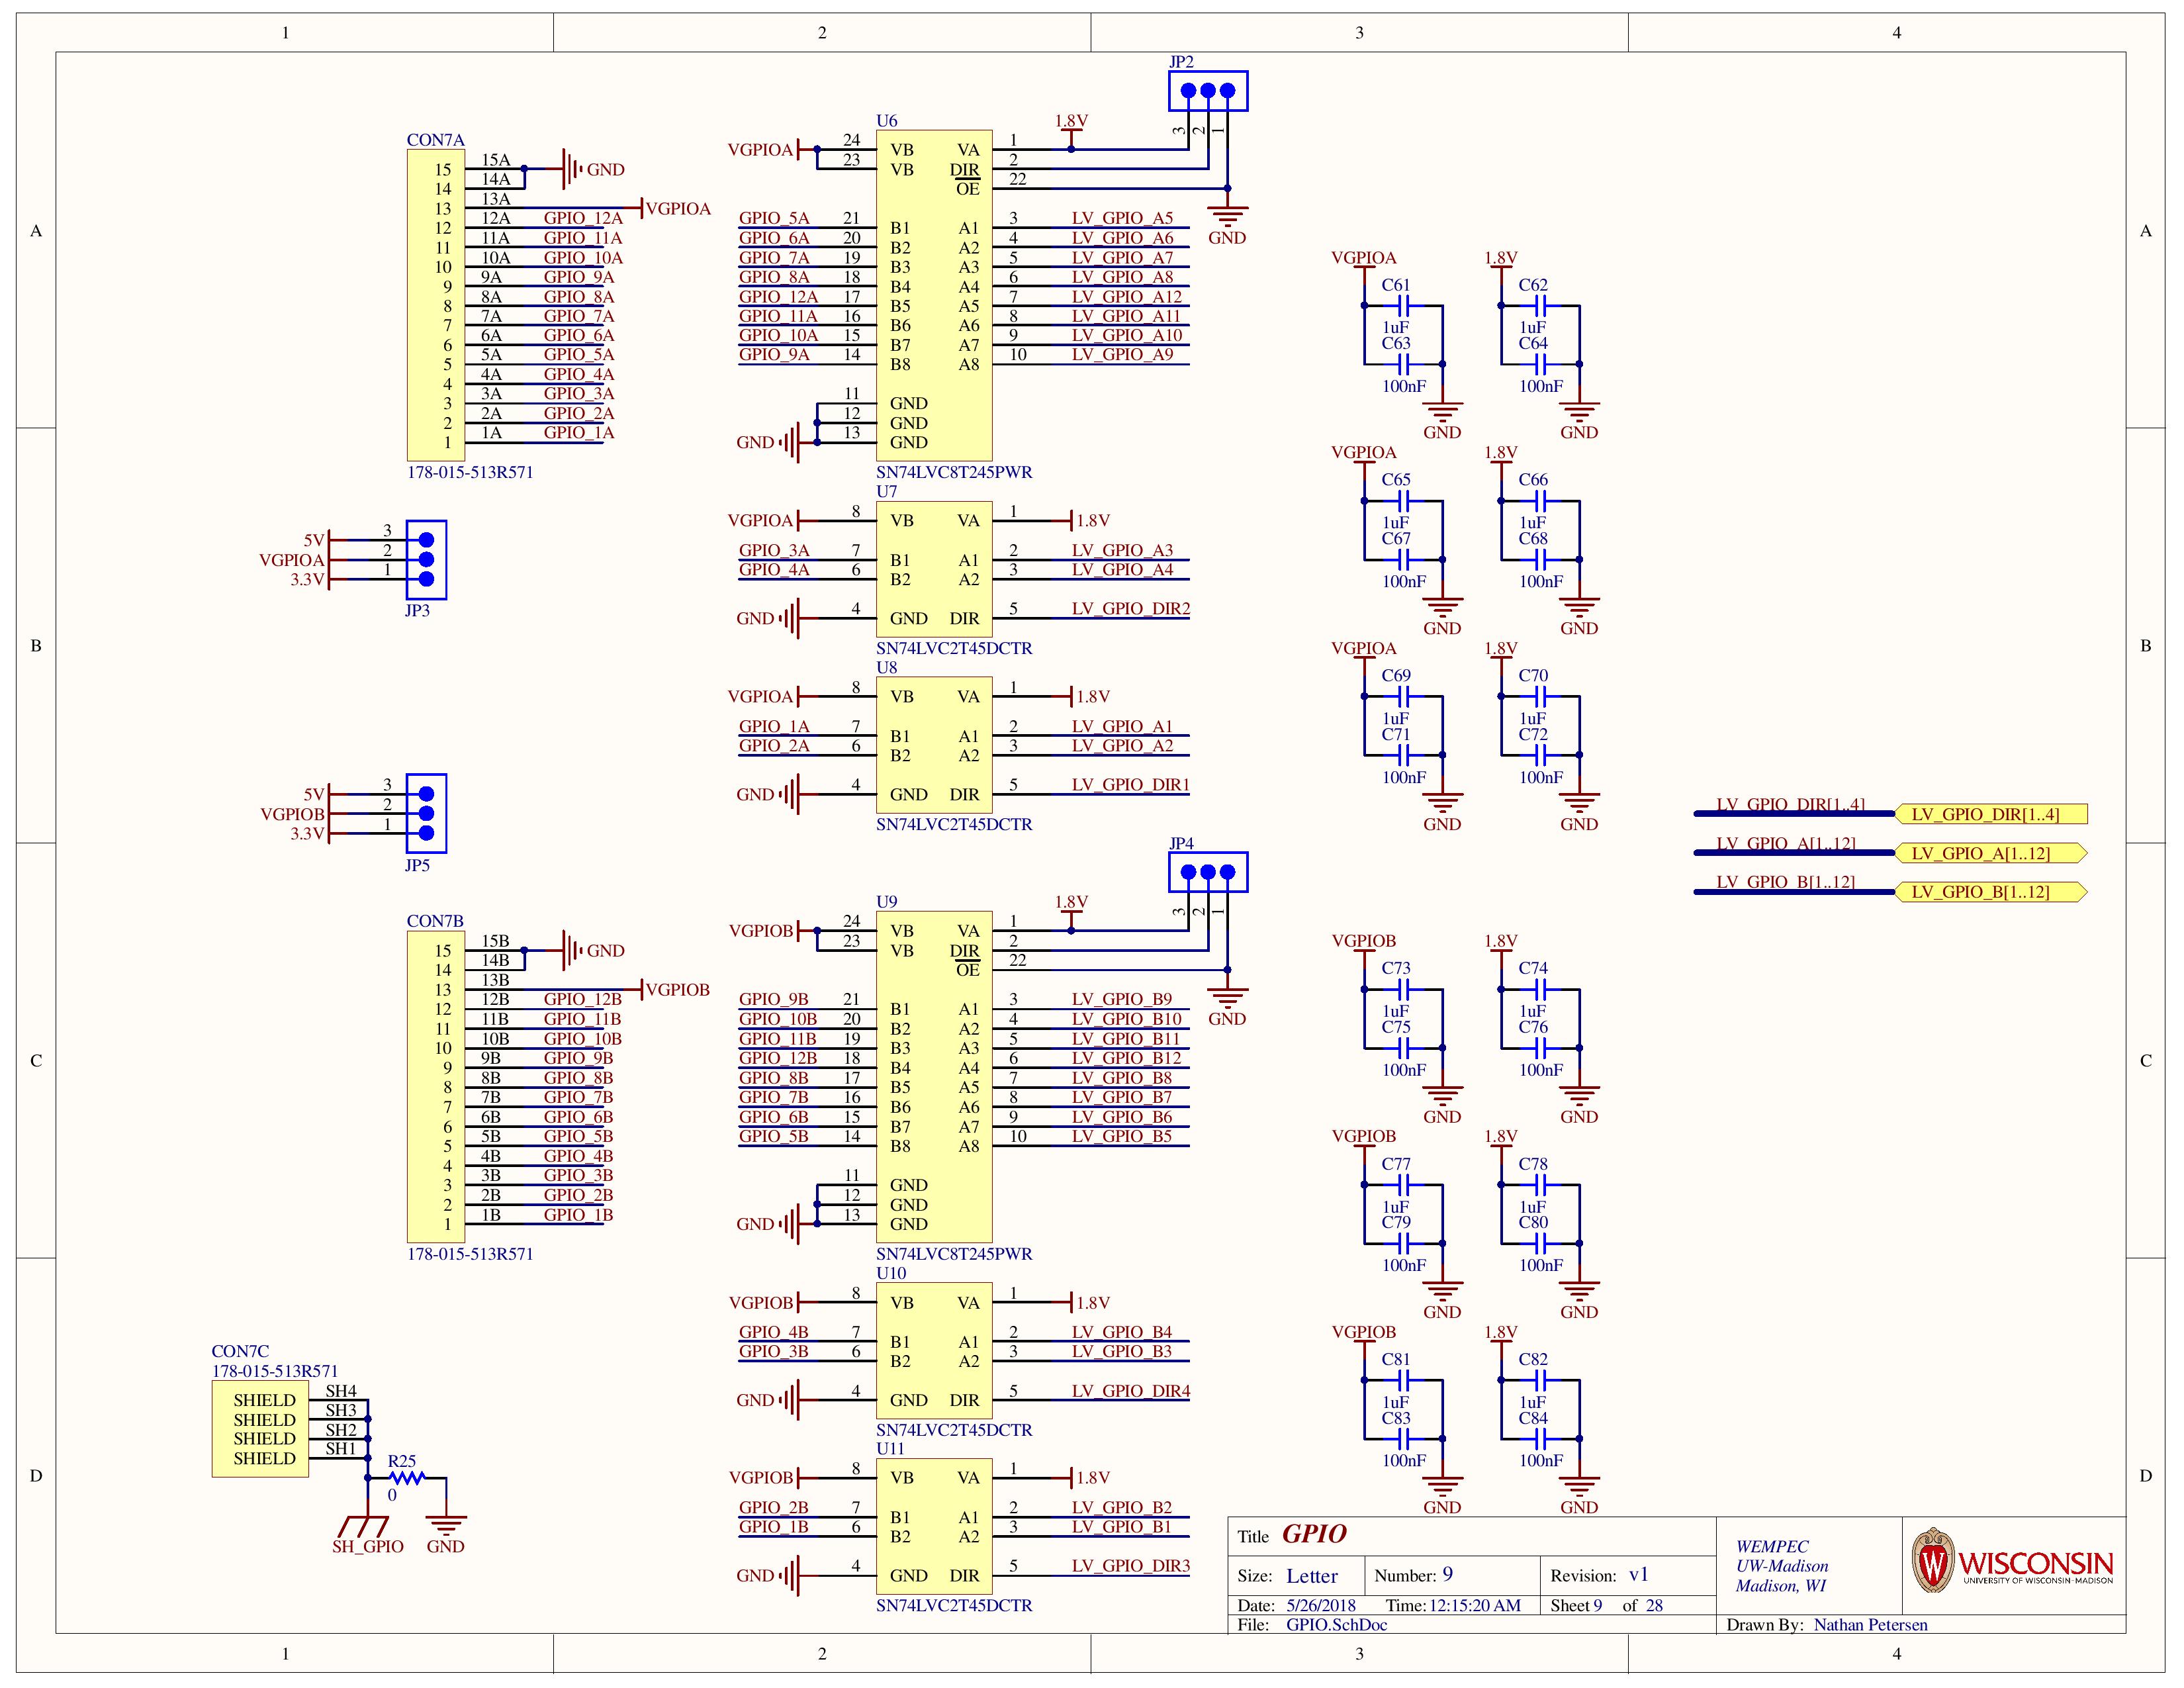 1 2 3 4
A
B
C
D
A
B
C
D
1 2 3 4
CON7A
15 15A GND
14 14A
13 13A VGPIOA
12 12A GPIO_12A
11 11A GPIO_11A
10 10A GPIO_10A
9 9A GPIO_9A
8 8A GPIO_8A
7 7A GPIO_7A
6 6A GPIO_6A
5 5A GPIO_5A
4 4A GPIO_4A
3 3A GPIO_3A
2 2A GPIO_2A
1 1A GPIO_1A
178-015-513R571
5V 3
VGPIOA 2
3.3V 1
JP3
5V 3
VGPIOB 2
3.3V 1
JP5
CON7B
15 15B GND
14 14B
13 13B VGPIOB
12 12B GPIO_12B
11 11B GPIO_11B
10 10B GPIO_10B
9 9B GPIO_9B
8 8B GPIO_8B
7 7B GPIO_7B
6 6B GPIO_6B
5 5B GPIO_5B
4 4B GPIO_4B
3 3B GPIO_3B
2 2B GPIO_2B
1 1B GPIO_1B
178-015-513R571
CON7C
178-015-513R571
SHIELD SH4
SHIELD SH3
SHIELD SH2
SHIELD SH1
R25
0
SH_GPIO GND
JP2
3 2 1
U6
VGPIOA 24 VB VA 1 1.8V
23 VB DIR 2
OE 22
GND
GPIO_5A 21 B1 A1 3 LV_GPIO_A5
GPIO_6A 20 B2 A2 4 LV_GPIO_A6
GPIO_7A 19 B3 A3 5 LV_GPIO_A7
GPIO_8A 18 B4 A4 6 LV_GPIO_A8
GPIO_12A 17 B5 A5 7 LV_GPIO_A12
GPIO_11A 16 B6 A6 8 LV_GPIO_A11
GPIO_10A 15 B7 A7 9 LV_GPIO_A10
GPIO_9A 14 B8 A8 10 LV_GPIO_A9
11 GND
12 GND
GND 13 GND
SN74LVC8T245PWR
U7
VGPIOA 8 VB VA 1 1.8V
GPIO_3A 7 B1 A1 2 LV_GPIO_A3
GPIO_4A 6 B2 A2 3 LV_GPIO_A4
GND 4 GND DIR 5 LV_GPIO_DIR2
SN74LVC2T45DCTR
U8
VGPIOA 8 VB VA 1 1.8V
GPIO_1A 7 B1 A1 2 LV_GPIO_A1
GPIO_2A 6 B2 A2 3 LV_GPIO_A2
GND 4 GND DIR 5 LV_GPIO_DIR1
SN74LVC2T45DCTR
JP4
3 2 1
U9
VGPIOB 24 VB VA 1 1.8V
23 VB DIR 2
OE 22
GND
GPIO_9B 21 B1 A1 3 LV_GPIO_B9
GPIO_10B 20 B2 A2 4 LV_GPIO_B10
GPIO_11B 19 B3 A3 5 LV_GPIO_B11
GPIO_12B 18 B4 A4 6 LV_GPIO_B12
GPIO_8B 17 B5 A5 7 LV_GPIO_B8
GPIO_7B 16 B6 A6 8 LV_GPIO_B7
GPIO_6B 15 B7 A7 9 LV_GPIO_B6
GPIO_5B 14 B8 A8 10 LV_GPIO_B5
11 GND
12 GND
GND 13 GND
SN74LVC8T245PWR
U10
VGPIOB 8 VB VA 1 1.8V
GPIO_4B 7 B1 A1 2 LV_GPIO_B4
GPIO_3B 6 B2 A2 3 LV_GPIO_B3
GND 4 GND DIR 5 LV_GPIO_DIR4
SN74LVC2T45DCTR
U11
VGPIOB 8 VB VA 1 1.8V
GPIO_2B 7 B1 A1 2 LV_GPIO_B2
GPIO_1B 6 B2 A2 3 LV_GPIO_B1
GND 4 GND DIR 5 LV_GPIO_DIR3
SN74LVC2T45DCTR
VGPIOA 1.8V
C61 C62
1uF 1uF
C63 C64
100nF 100nF
GND GND
VGPIOA 1.8V
C65 C66
1uF 1uF
C67 C68
100nF 100nF
GND GND
VGPIOA 1.8V
C69 C70
1uF 1uF
C71 C72
100nF 100nF
GND GND
VGPIOB 1.8V
C73 C74
1uF 1uF
C75 C76
100nF 100nF
GND GND
VGPIOB 1.8V
C77 C78
1uF 1uF
C79 C80
100nF 100nF
GND GND
VGPIOB 1.8V
C81 C82
1uF 1uF
C83 C84
100nF 100nF
GND GND
LV_GPIO_DIR[1..4] LV_GPIO_DIR[1..4]
LV_GPIO_A[1..12] LV_GPIO_A[1..12]
LV_GPIO_B[1..12] LV_GPIO_B[1..12]
Title GPIO
Size: Letter Number: 9 Revision: v1
Date: 5/26/2018 Time: 12:15:20 AM Sheet 9 of 28
File: GPIO.SchDoc
WEMPEC
UW-Madison
Madison, WI
Drawn By: Nathan Petersen
W WISCONSIN
UNIVERSITY OF WISCONSIN-MADISON